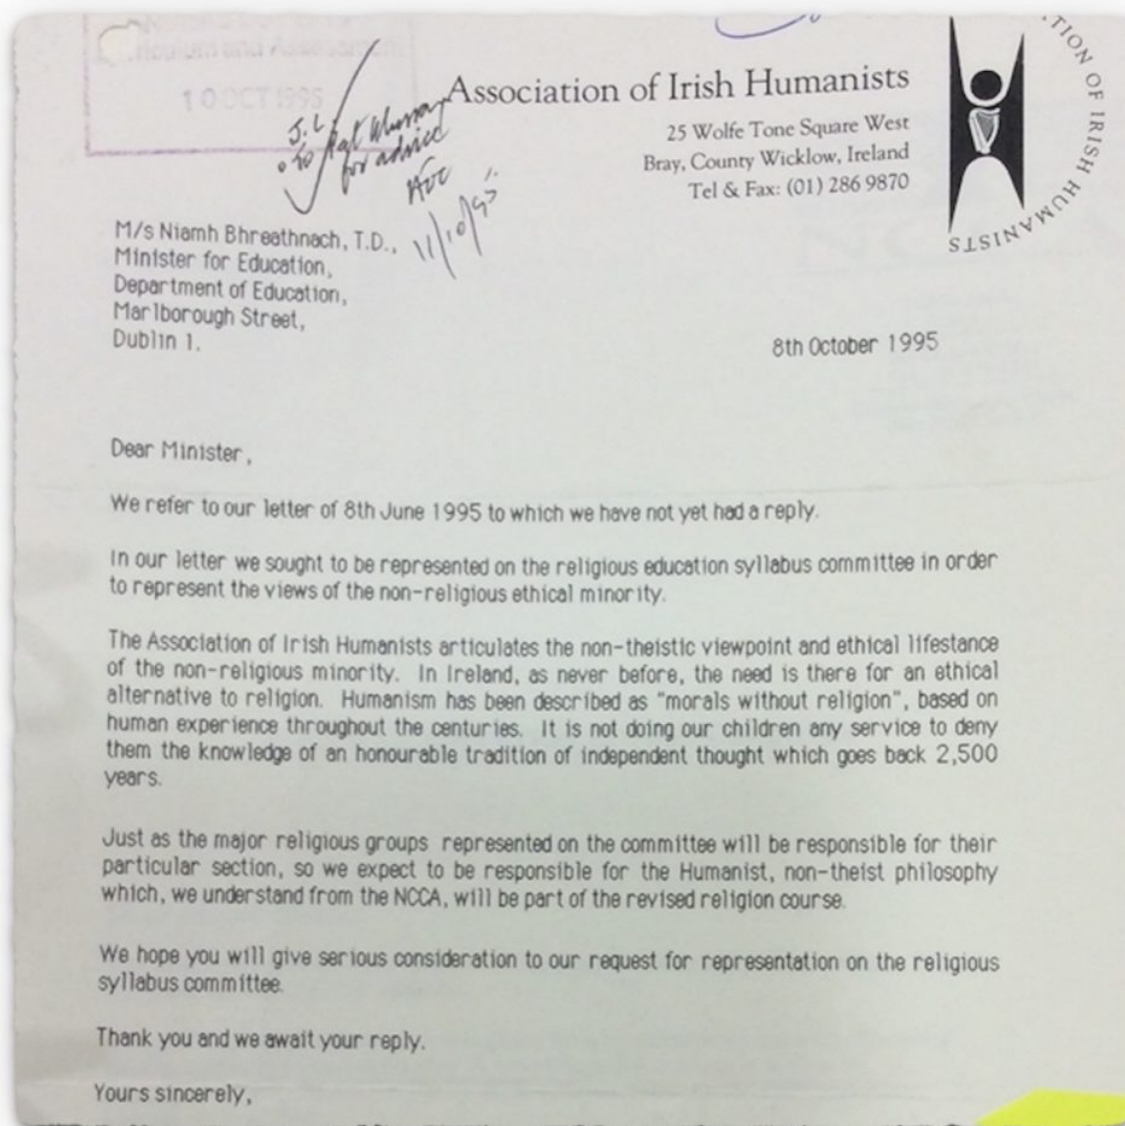 10 OCT 1995
J.L
To Pat
for advice
11/10/95
Association of Irish Humanists
25 Wolfe Tone Square West
Bray, County Wicklow, Ireland
Tel & Fax: (01) 286 9870
TION OF IRISH HUMANISTS
M/s Niamh Bhreathnach, T.D.,
Minister for Education,
Department of Education,
Marlborough Street,
Dublin 1.
8th October 1995
Dear Minister,
We refer to our letter of 8th June 1995 to which we have not yet had a reply.
In our letter we sought to be represented on the religious education syllabus committee in order
to represent the views of the non-religious ethical minority.
The Association of Irish Humanists articulates the non-theistic viewpoint and ethical lifestance
of the non-religious minority. In Ireland, as never before, the need is there for an ethical
alternative to religion. Humanism has been described as "morals without religion", based on
human experience throughout the centuries. It is not doing our children any service to deny
them the knowledge of an honourable tradition of independent thought which goes back 2,500
years.
Just as the major religious groups represented on the committee will be responsible for their
particular section, so we expect to be responsible for the Humanist, non-theist philosophy
which, we understand from the NCCA, will be part of the revised religion course.
We hope you will give serious consideration to our request for representation on the religious
syllabus committee.
Thank you and we await your reply.
Yours sincerely,